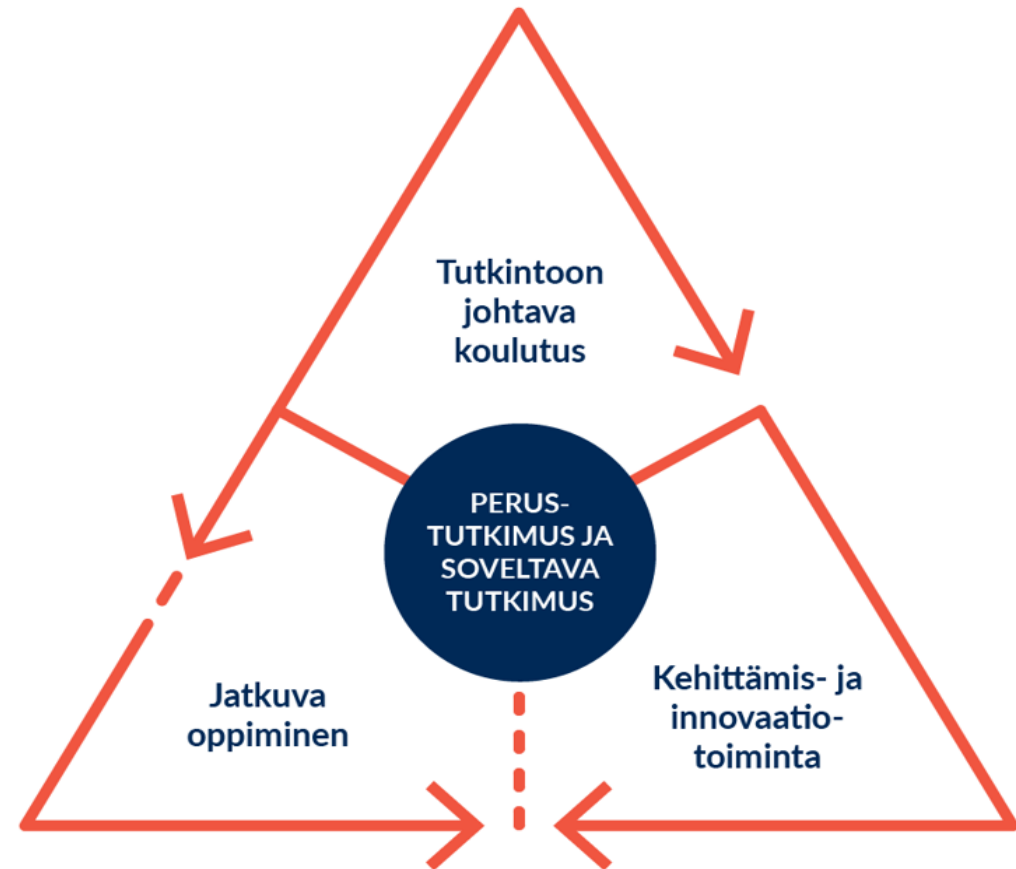 Tutkintoon
johtava
koulutus
PERUS-
TUTKIMUS JA
SOVELTAVA
TUTKIMUS
Jatkuva
oppiminen
Kehittämis- ja
innovaatio-
toiminta